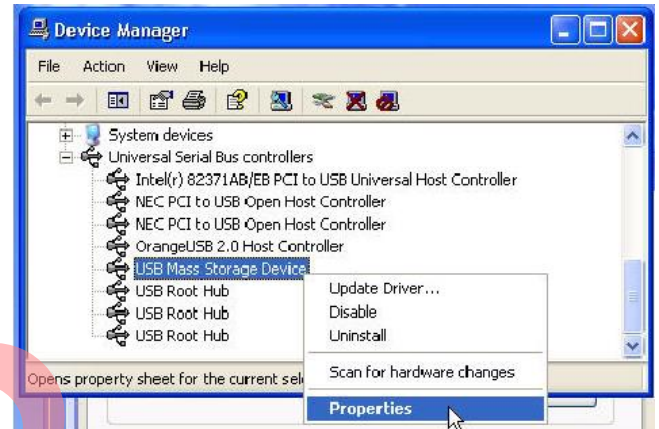 Device Manager
File Action View Help
System devices
Universal Serial Bus controllers
Intel(r) 82371AB/EB PCI to USB Universal Host Controller
NEC PCI to USB Open Host Controller
NEC PCI to USB Open Host Controller
OrangeUSB 2.0 Host Controller
USB Mass Storage Device
USB Root Hub
USB Root Hub
USB Root Hub
Update Driver...
Disable
Uninstall
Scan for hardware changes
Properties
Opens property sheet for the current sel